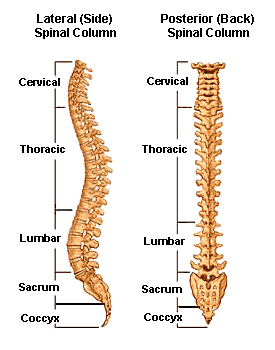 Lateral (Side)
Spinal Column
Posterior (Back)
Spinal Column
Cervical
Thoracic
Lumbar
Sacrum
Coccyx
Cervical
Thoracic
Lumbar
Sacrum
Coccyx